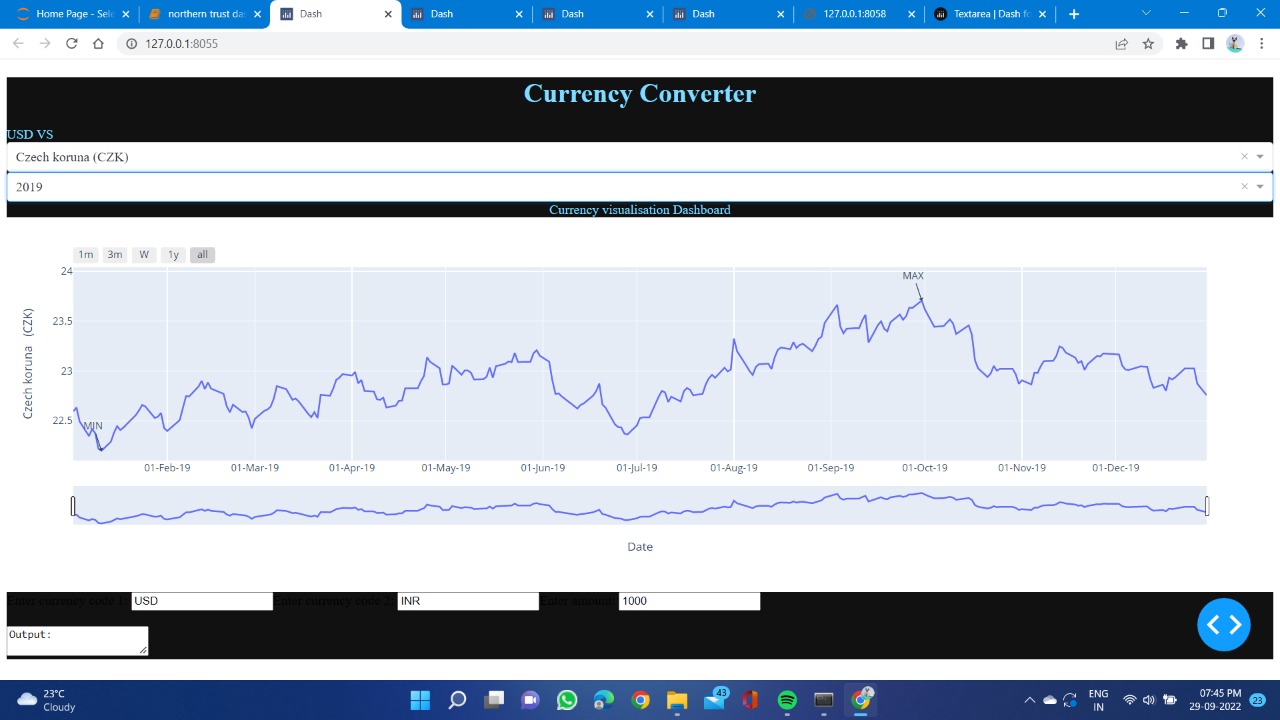 Home Page - Sele
northern trust da
Dash
Dash
Dash
Dash
127.0.0.1:8058
Textarea | Dash fo
127.0.0.1:8055
Currency Converter
USD VS
Czech koruna (CZK)
2019
Currency visualisation Dashboard
1m 3m W 1y all
24
23.5
23
22.5
Czech koruna (CZK)
MAX
MIN
01-Feb-19 01-Mar-19 01-Apr-19 01-May-19 01-Jun-19 01-Jul-19 01-Aug-19 01-Sep-19 01-Oct-19 01-Nov-19 01-Dec-19
Date
Enter currency code 1: USD Enter currency code 2: INR Enter amount: 1000
Output:
23°C
Cloudy
43
ENG
IN
07:45 PM
29-09-2022
23